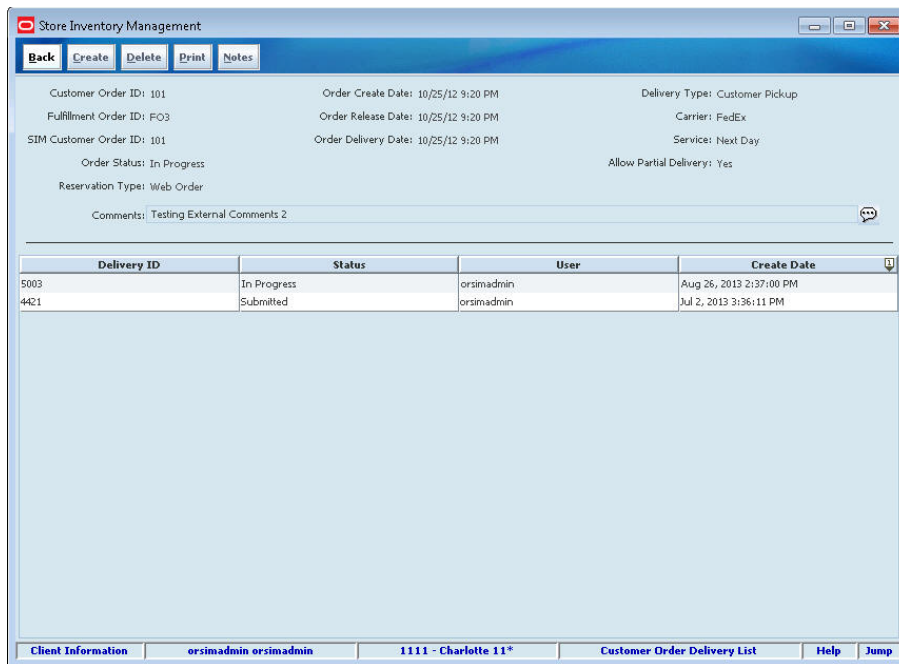 Store Inventory Management
Back Create Delete Print Notes
Customer Order ID: 101 Order Create Date: 10/25/12 9:20 PM Delivery Type: Customer Pickup
Fulfillment Order ID: FO3 Order Release Date: 10/25/12 9:20 PM Carrier: FedEx
SIM Customer Order ID: 101 Order Delivery Date: 10/25/12 9:20 PM Service: Next Day
Order Status: In Progress Allow Partial Delivery: Yes
Reservation Type: Web Order
Comments: Testing External Comments 2
Delivery ID Status User Create Date 1
5003 In Progress orsimadmin Aug 26, 2013 2:37:00 PM
4421 Submitted orsimadmin Jul 2, 2013 3:36:11 PM
Client Information orsimadmin orsimadmin 1111 - Charlotte 11* Customer Order Delivery List Help Jump